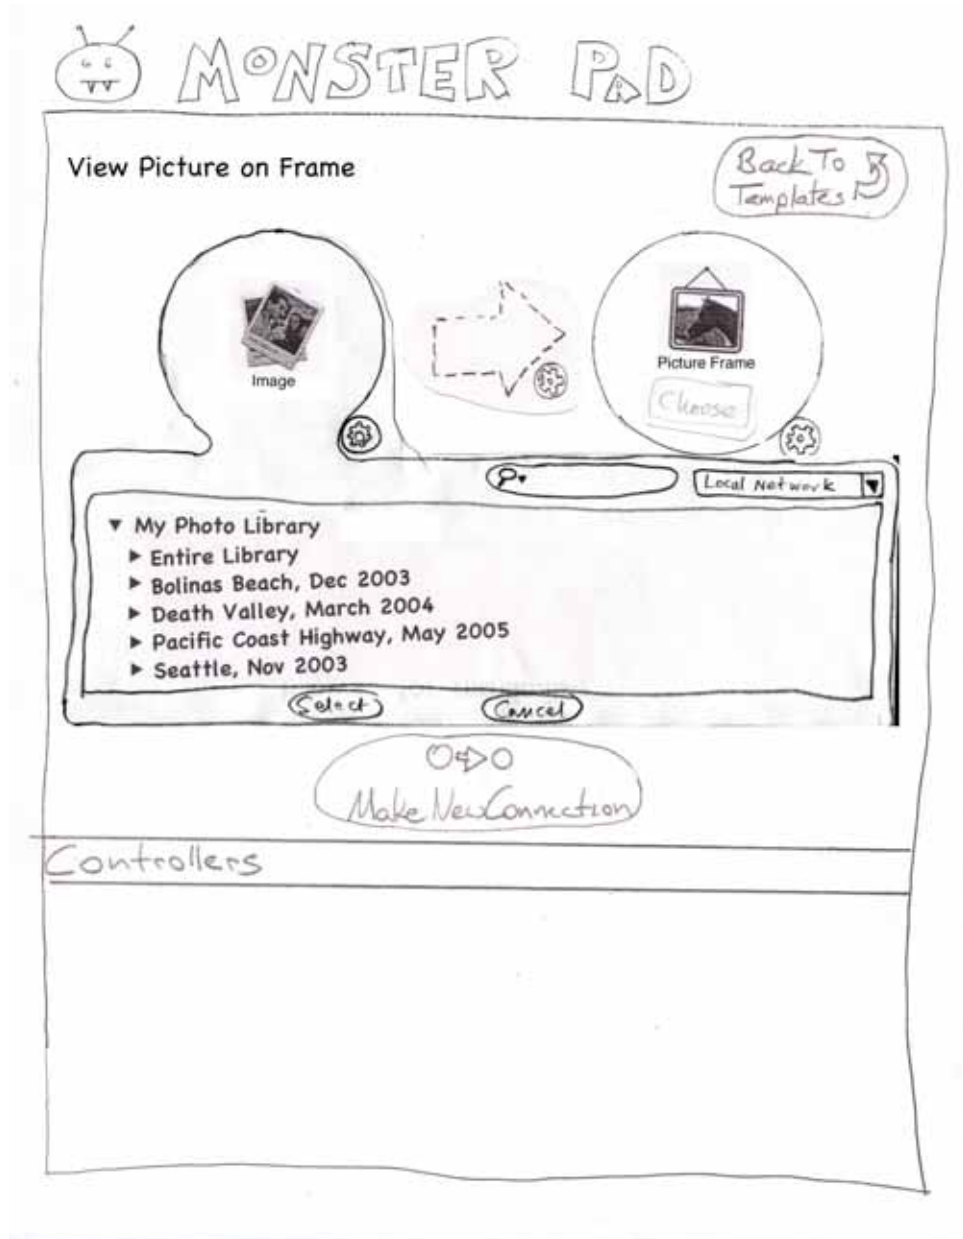 MONSTER PAD
View Picture on Frame
Back To
Templates
Image
Picture Frame
Choose
Local Network
▼ My Photo Library
▶ Entire Library
▶ Bolinas Beach, Dec 2003
▶ Death Valley, March 2004
▶ Pacific Coast Highway, May 2005
▶ Seattle, Nov 2003
Select
Cancel
Make New Connection
Controllers